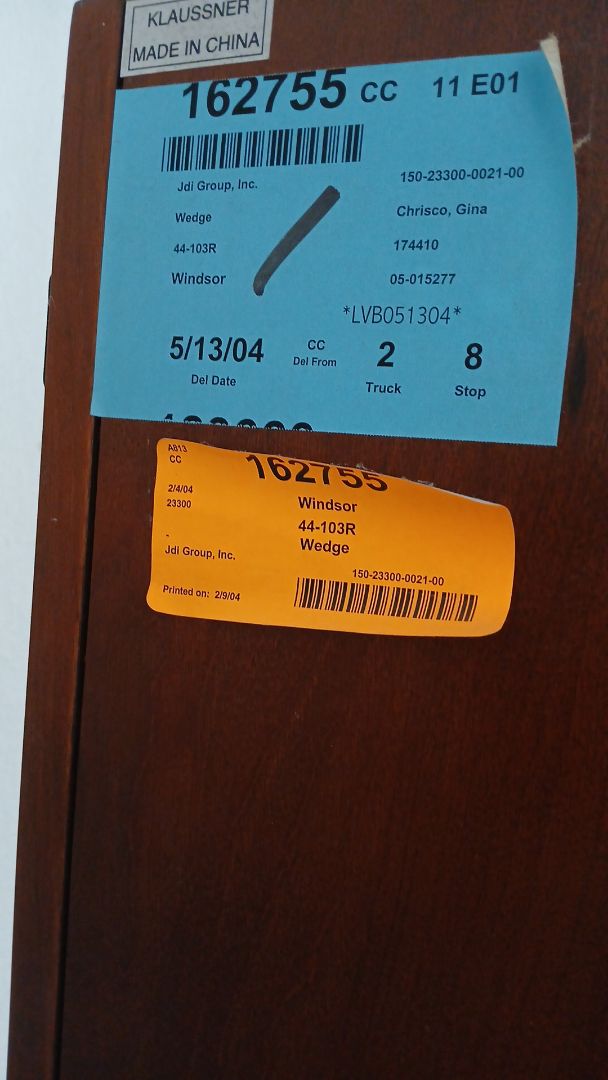 KLAUSSNER
MADE IN CHINA
162755 CC 11 E01
Jdi Group, Inc. 150-23300-0021-00
Wedge Chrisco, Gina
44-103R 174410
Windsor 05-015277
*LVB051304*
5/13/04 CC 2 8
Del Date Del From Truck Stop
A813
CC
162755
2/4/04 Windsor
23300 44-103R
- Wedge
Jdi Group, Inc.
150-23300-0021-00
Printed on: 2/9/04